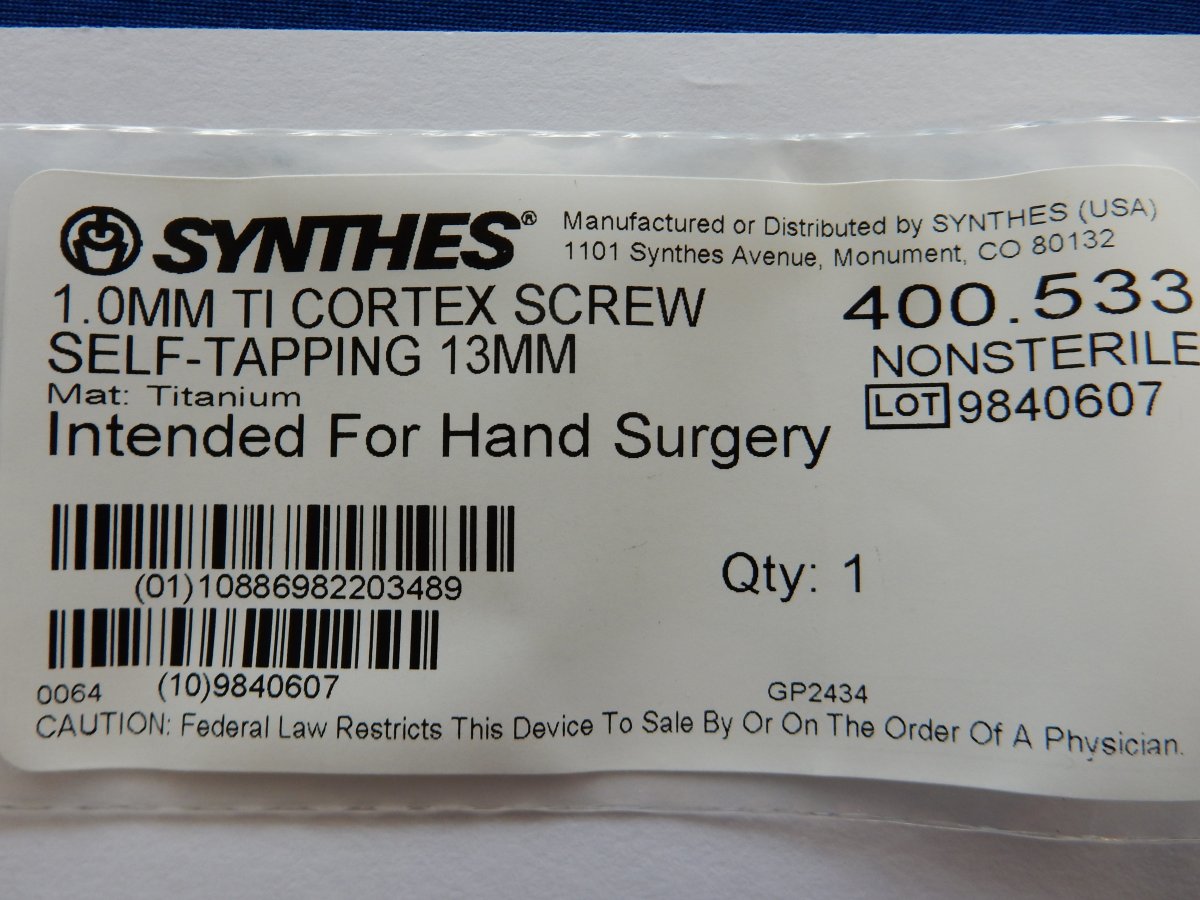 SYNTHES®
Manufactured or Distributed by SYNTHES (USA)
1101 Synthes Avenue, Monument, CO 80132
1.0MM TI CORTEX SCREW
SELF-TAPPING 13MM
400.533
NONSTERILE
LOT 9840607
Mat: Titanium
Intended For Hand Surgery
(01)10886982203489
Qty: 1
(10)9840607
0064
GP2434
CAUTION: Federal Law Restricts This Device To Sale By Or On The Order Of A Physician.